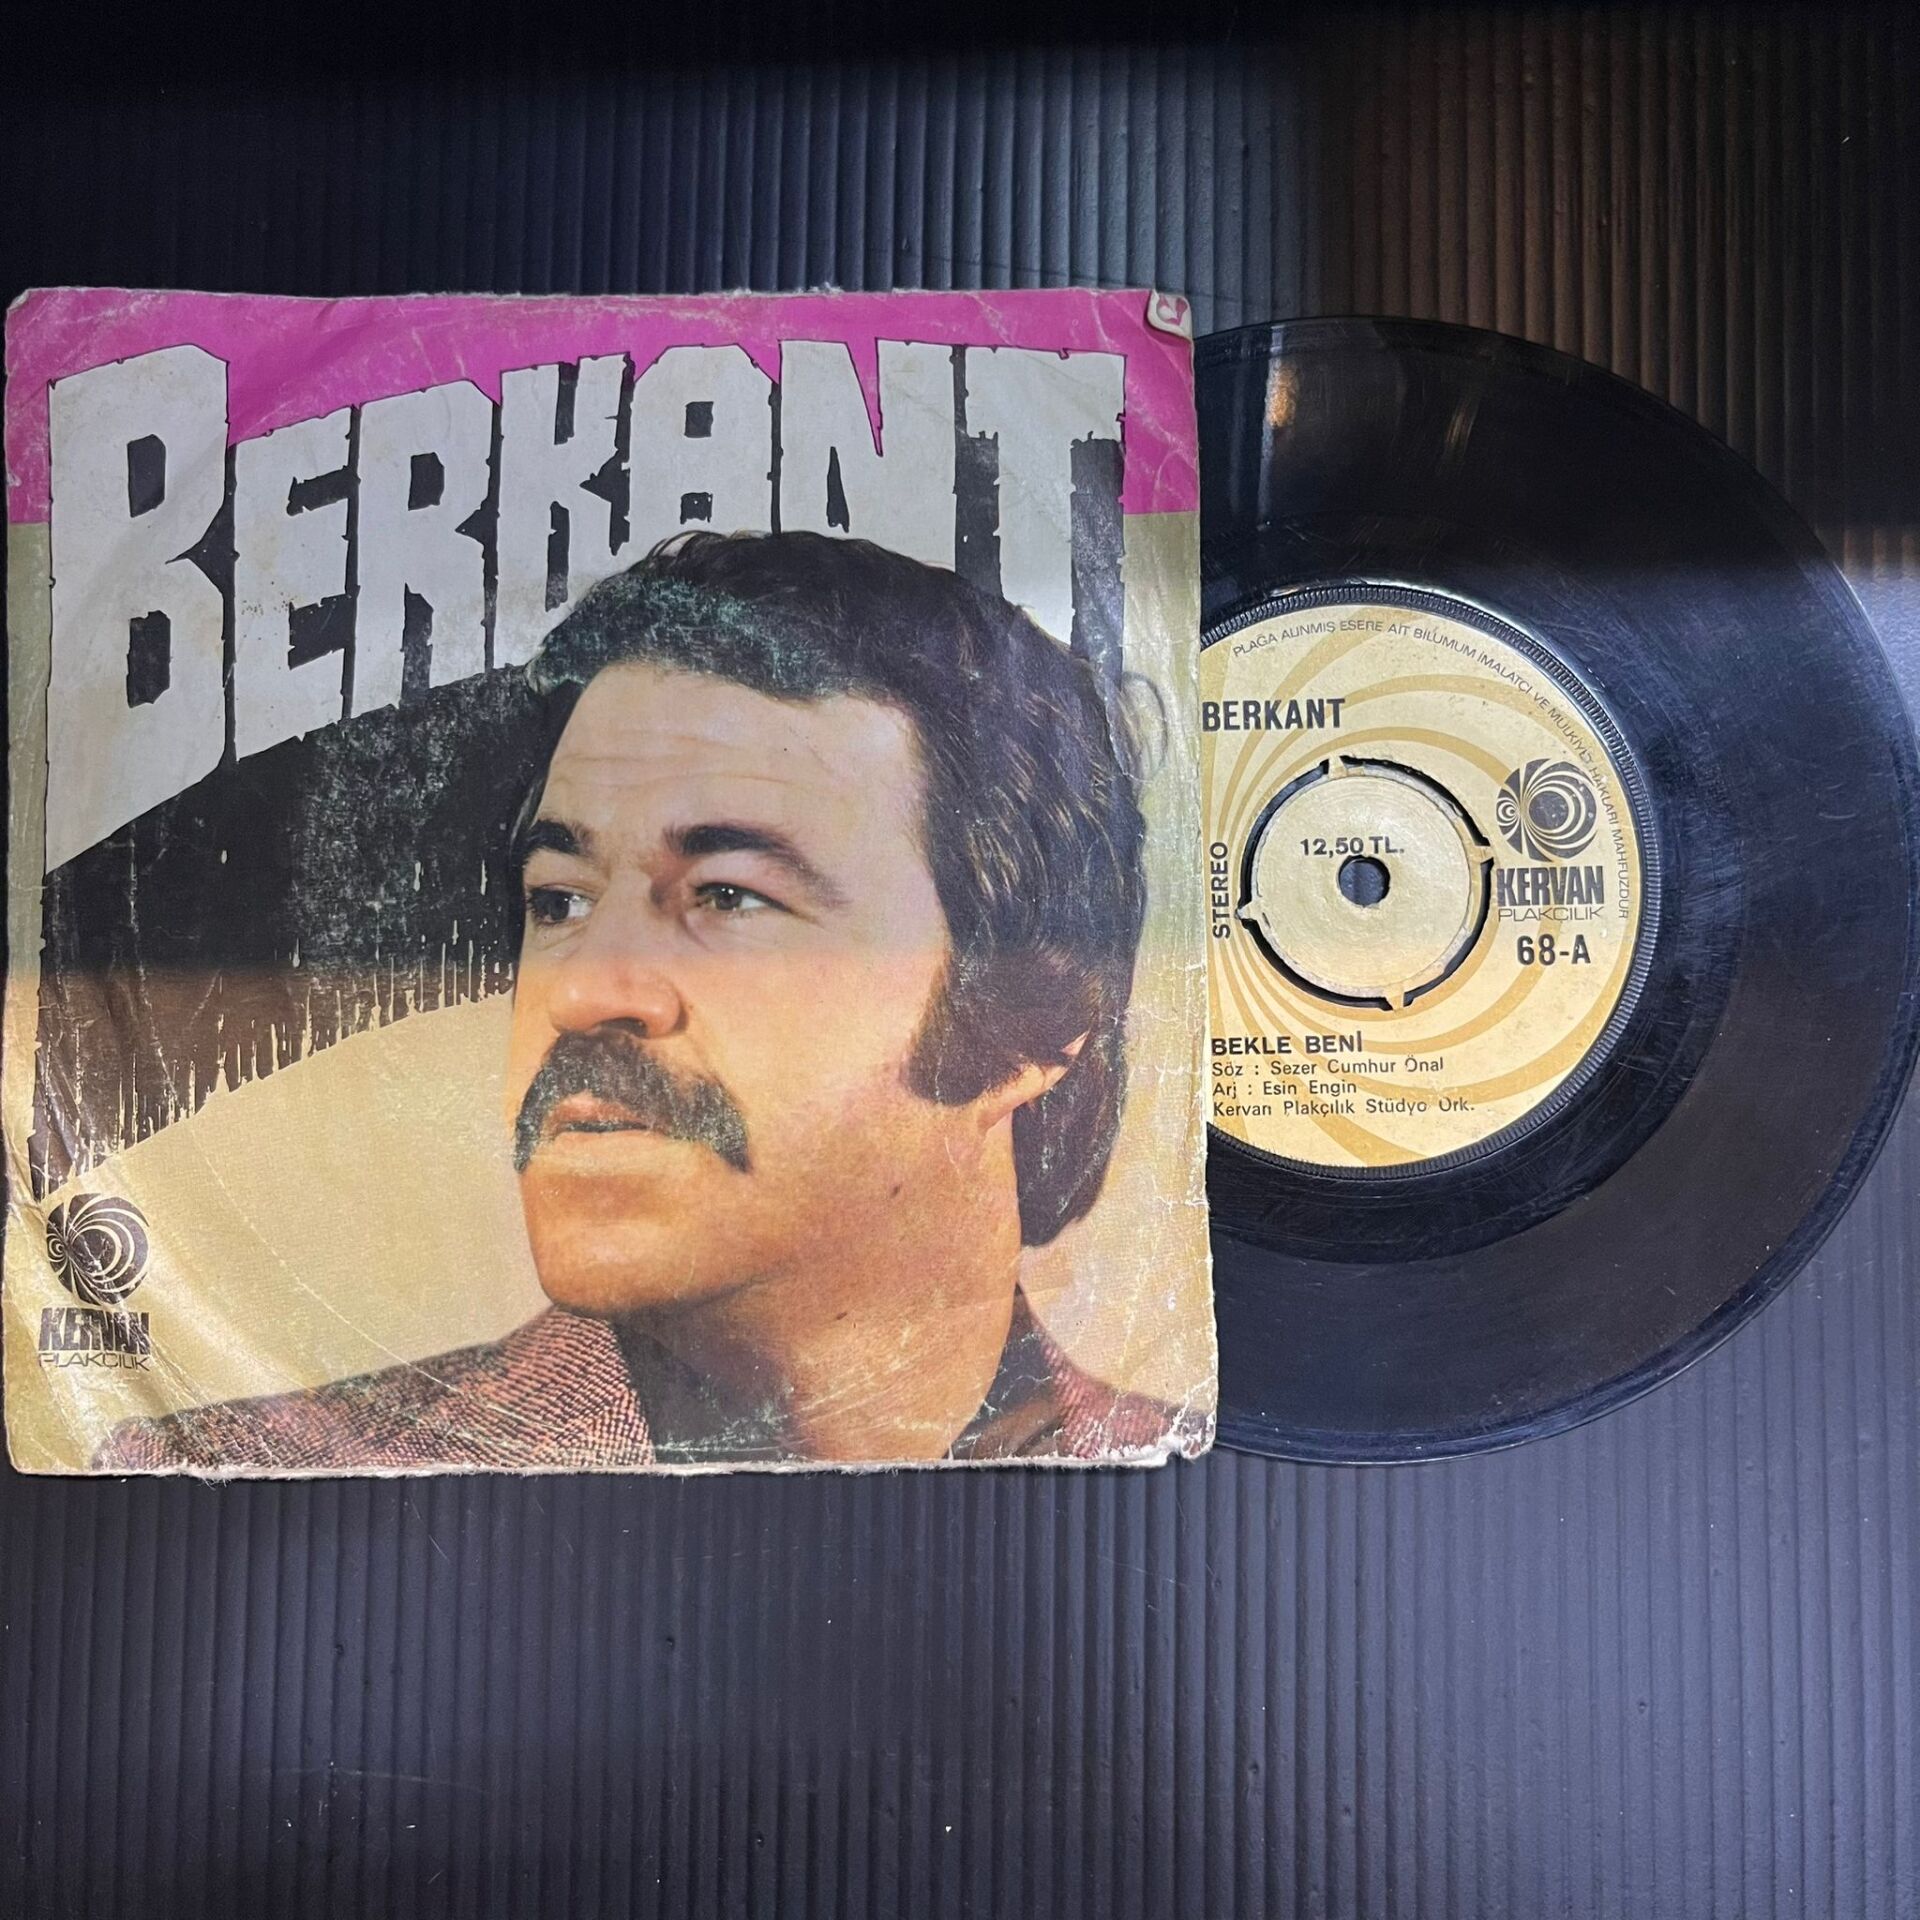 BERKANT
KERVAN
PLAKÇILIK
PLAĞA ALINMIŞ ESERE AİT BİLUMUM İMALATÇI VE MÜLKİYET HAKLARI MAHFUZDUR
BERKANT
12,50 TL.
STEREO
KERVAN
PLAKÇILIK
68-A
BEKLE BENİ
Söz : Sezer Cumhur Önal
Arj : Esin Engin
Kervan Plakçılık Stüdyo Ork.